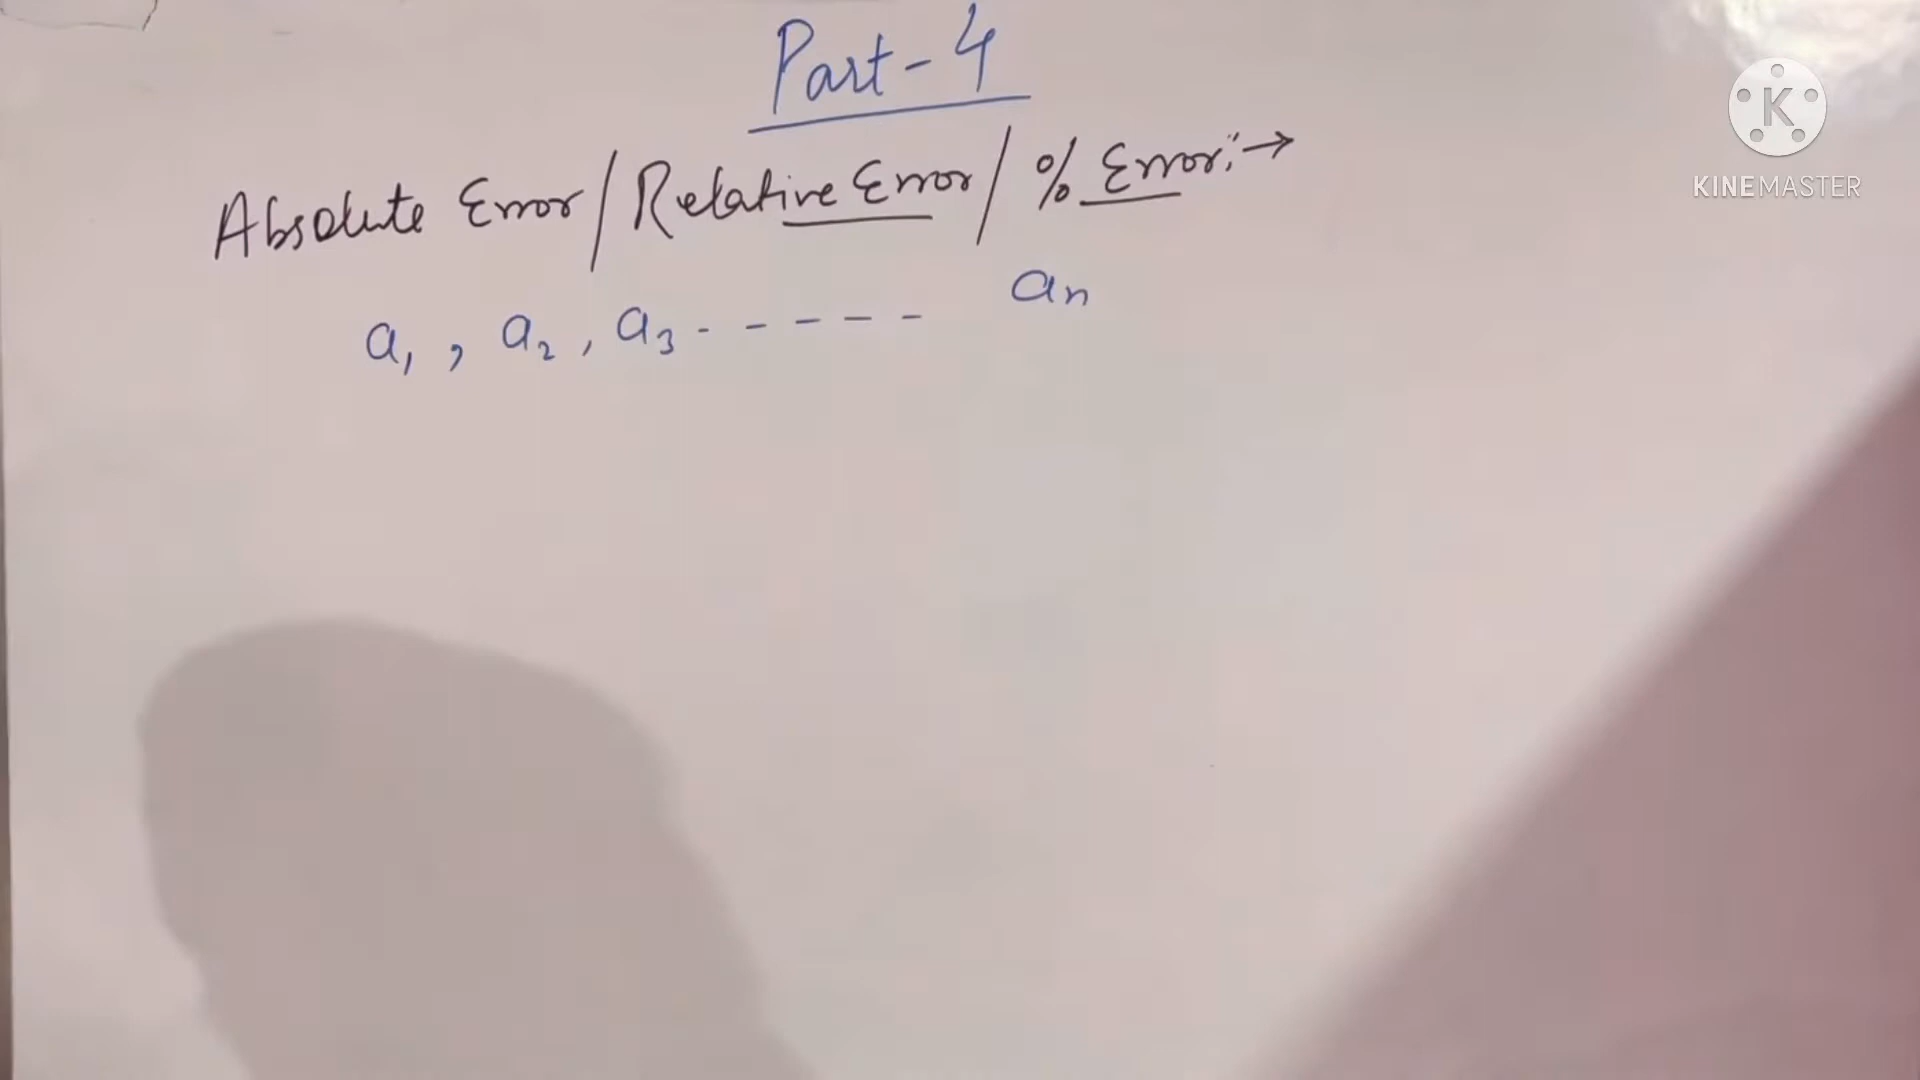 Part-4
Absolute Error/Relative Error/% Error:→
a₁, a₂, a₃ - - - - - aₙ
K
KINEMASTER